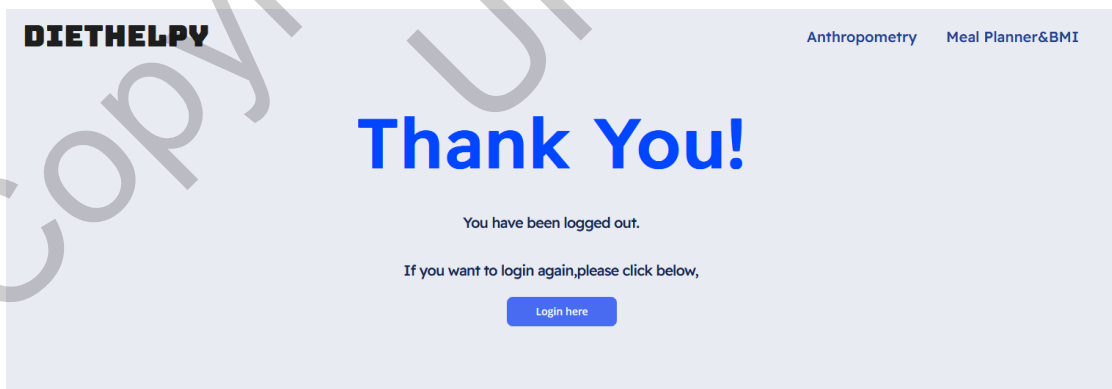 DIETHELPY
Anthropometry Meal Planner&BMI
Thank You!
You have been logged out.
If you want to login again,please click below,
Login here